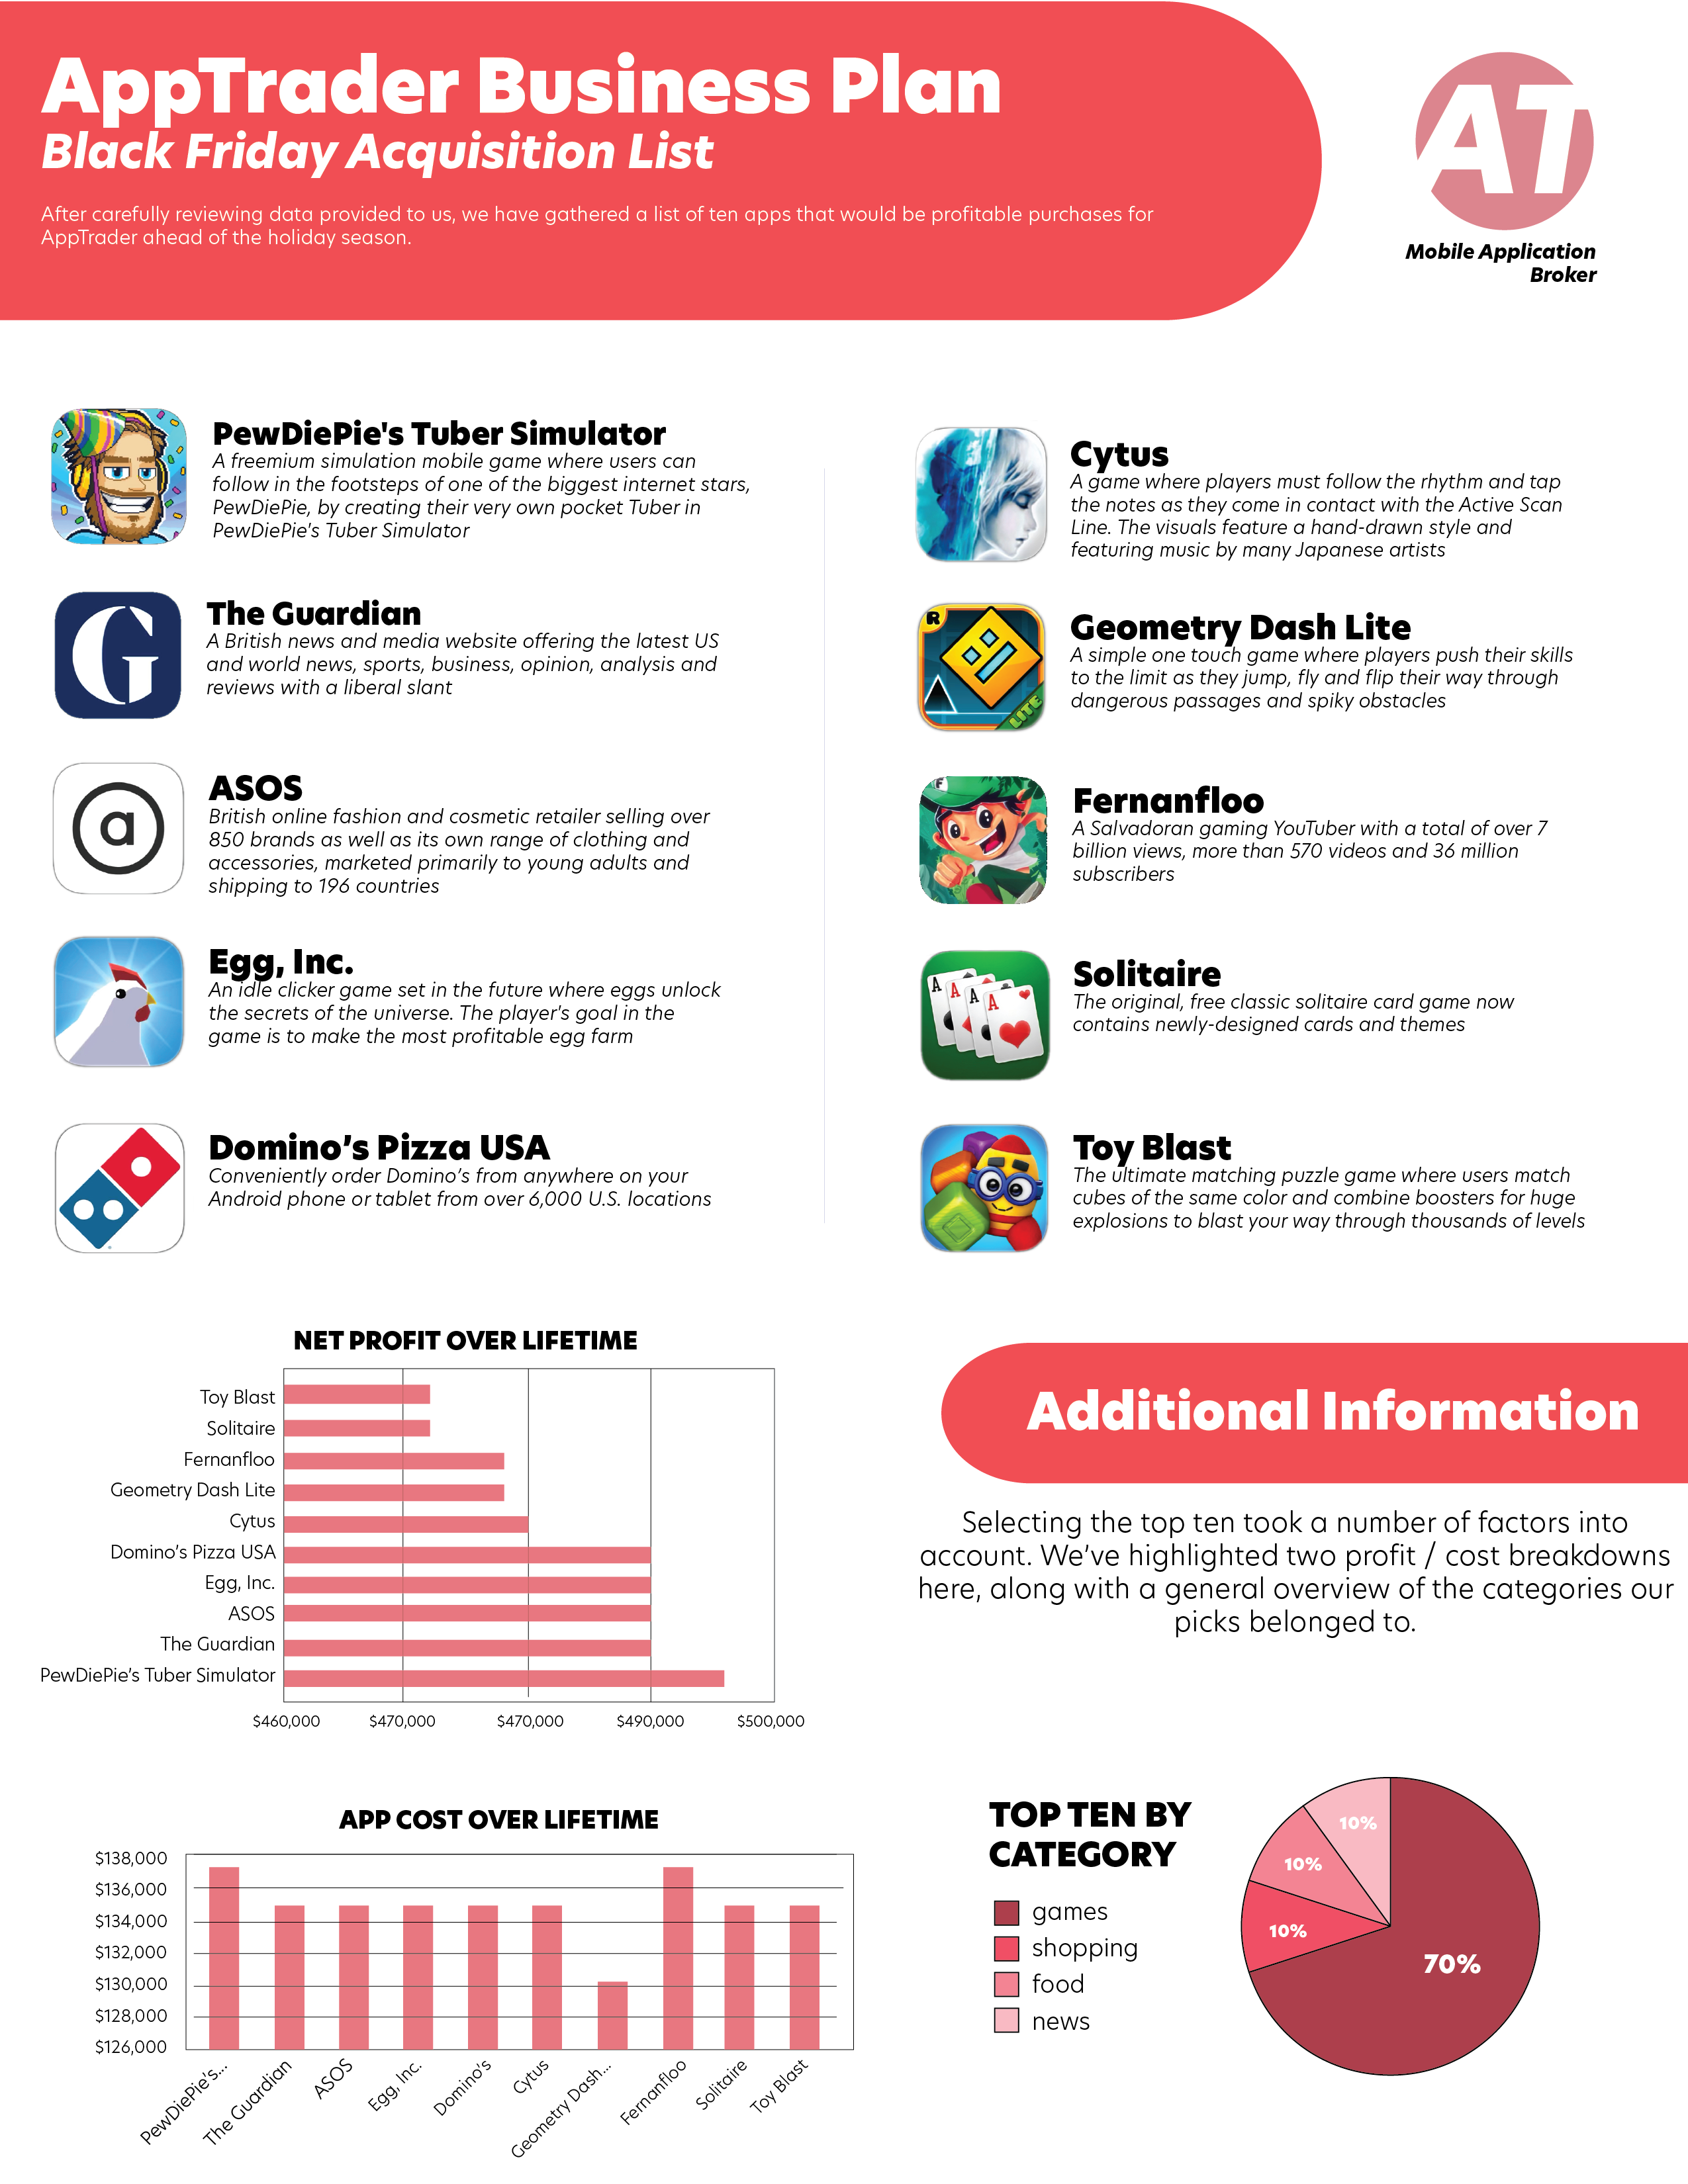 AppTrader Business Plan
Black Friday Acquisition List
After carefully reviewing data provided to us, we have gathered a list of ten apps that would be profitable purchases for
AppTrader ahead of the holiday season.
AT
Mobile Application
Broker
PewDiePie's Tuber Simulator
A freemium simulation mobile game where users can
follow in the footsteps of one of the biggest internet stars,
PewDiePie, by creating their very own pocket Tuber in
PewDiePie's Tuber Simulator
G
The Guardian
A British news and media website offering the latest US
and world news, sports, business, opinion, analysis and
reviews with a liberal slant
a
ASOS
British online fashion and cosmetic retailer selling over
850 brands as well as its own range of clothing and
accessories, marketed primarily to young adults and
shipping to 196 countries
Egg, Inc.
An idle clicker game set in the future where eggs unlock
the secrets of the universe. The player's goal in the
game is to make the most profitable egg farm
Domino's Pizza USA
Conveniently order Domino's from anywhere on your
Android phone or tablet from over 6,000 U.S. locations
Cytus
A game where players must follow the rhythm and tap
the notes as they come in contact with the Active Scan
Line. The visuals feature a hand-drawn style and
featuring music by many Japanese artists
R
LITE
Geometry Dash Lite
A simple one touch game where players push their skills
to the limit as they jump, fly and flip their way through
dangerous passages and spiky obstacles
F
Fernanfloo
A Salvadoran gaming YouTuber with a total of over 7
billion views, more than 570 videos and 36 million
subscribers
A A A A
Solitaire
The original, free classic solitaire card game now
contains newly-designed cards and themes
Toy Blast
The ultimate matching puzzle game where users match
cubes of the same color and combine boosters for huge
explosions to blast your way through thousands of levels
NET PROFIT OVER LIFETIME
Toy Blast
Solitaire
Fernanfloo
Geometry Dash Lite
Cytus
Domino's Pizza USA
Egg, Inc.
ASOS
The Guardian
PewDiePie's Tuber Simulator
$460,000 $470,000 $470,000 $490,000 $500,000
Additional Information
Selecting the top ten took a number of factors into
account. We've highlighted two profit / cost breakdowns
here, along with a general overview of the categories our
picks belonged to.
APP COST OVER LIFETIME
$138,000
$136,000
$134,000
$132,000
$130,000
$128,000
$126,000
PewDiePie's...
The Guardian
ASOS
Egg, Inc.
Domino's
Cytus
Geometry Dash...
Fernanfloo
Solitaire
Toy Blast
TOP TEN BY
CATEGORY
games
shopping
food
news
10%
10%
10%
70%